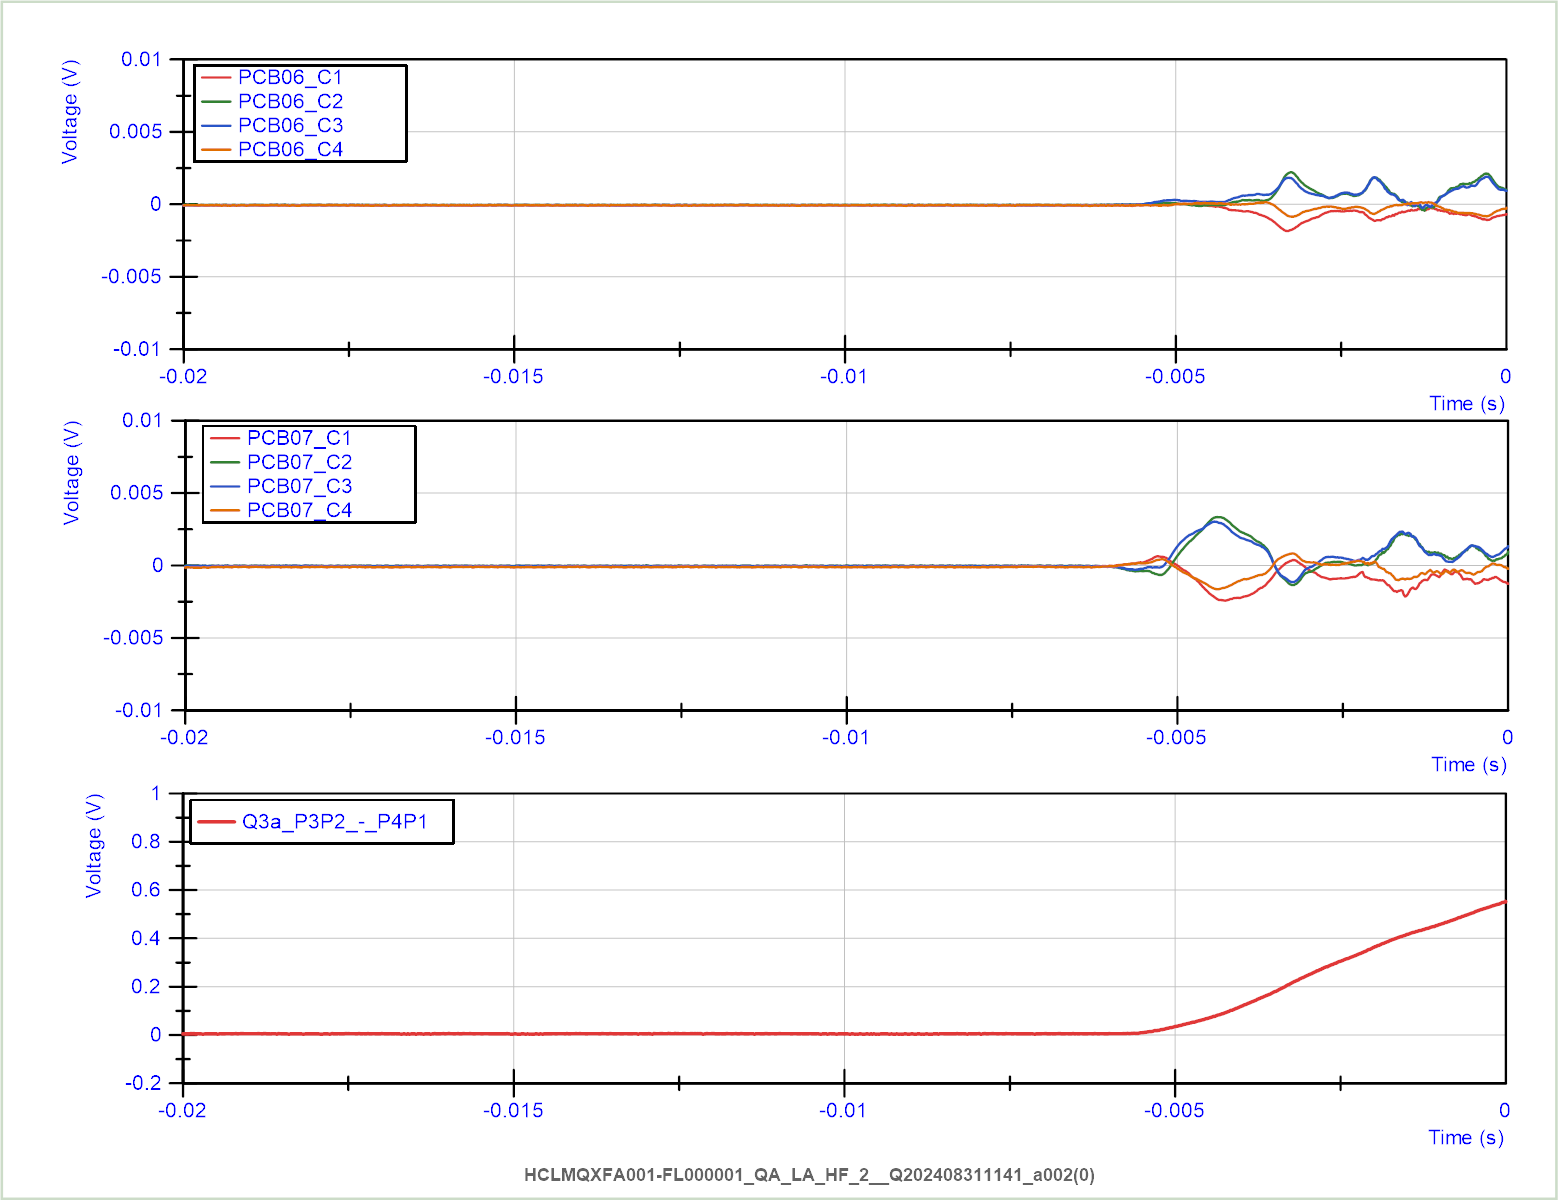 Voltage (V)
0.01
0.005
0
-0.005
-0.01
PCB06_C1
PCB06_C2
PCB06_C3
PCB06_C4
-0.02 -0.015 -0.01 -0.005 0
Time (s)
Voltage (V)
0.01
0.005
0
-0.005
-0.01
PCB07_C1
PCB07_C2
PCB07_C3
PCB07_C4
-0.02 -0.015 -0.01 -0.005 0
Time (s)
Voltage (V)
1
0.8
0.6
0.4
0.2
0
-0.2
Q3a_P3P2_-_P4P1
-0.02 -0.015 -0.01 -0.005 0
Time (s)
HCLMQXFA001-FL000001_QA_LA_HF_2__Q202408311141_a002(0)